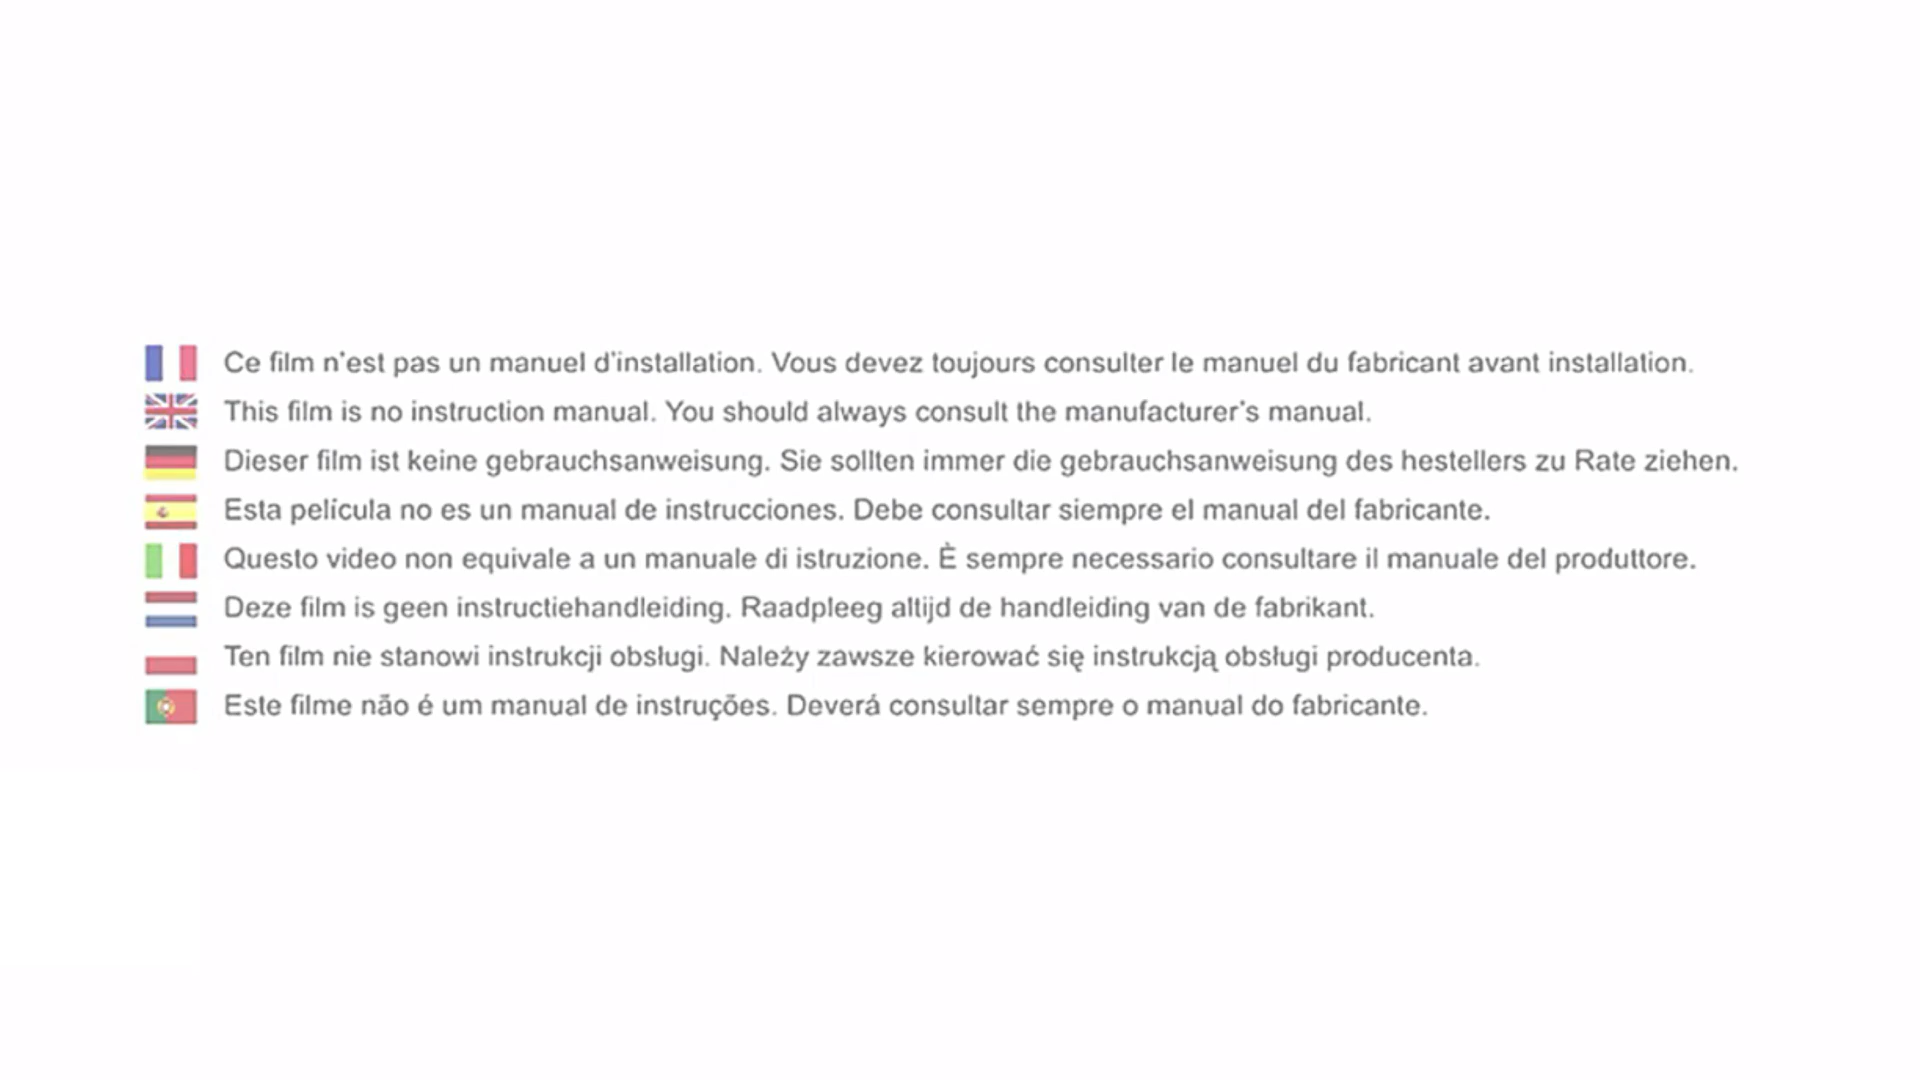 Ce film n'est pas un manuel d'installation. Vous devez toujours consulter le manuel du fabricant avant installation.
This film is no instruction manual. You should always consult the manufacturer's manual.
Dieser film ist keine gebrauchsanweisung. Sie sollten immer die gebrauchsanweisung des hestellers zu Rate ziehen.
Esta película no es un manual de instrucciones. Debe consultar siempre el manual del fabricante.
Questo video non equivale a un manuale di istruzione. È sempre necessario consultare il manuale del produttore.
Deze film is geen instructiehandleiding. Raadpleeg altijd de handleiding van de fabrikant.
Ten film nie stanowi instrukcji obsługi. Należy zawsze kierować się instrukcją obsługi producenta.
Este filme não é um manual de instruções. Deverá consultar sempre o manual do fabricante.